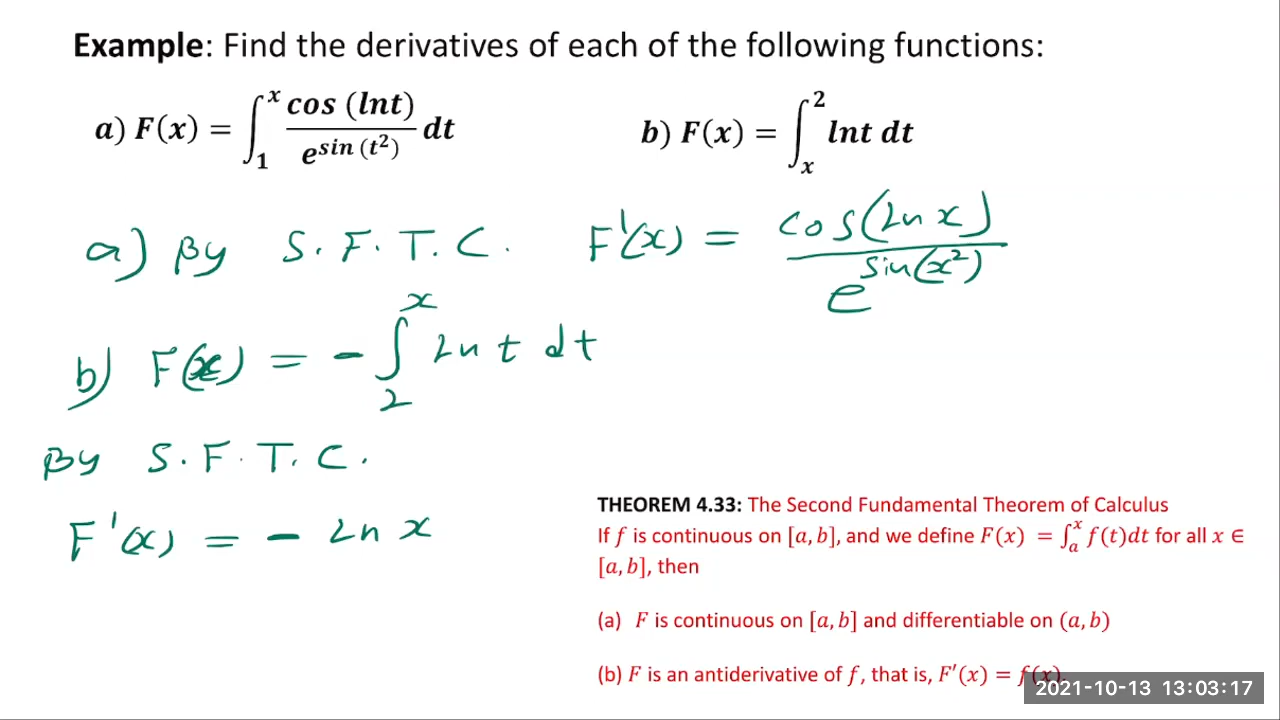 Example: Find the derivatives of each of the following functions:
a) F(x) = ∫₁ˣ cos (lnt) / e^{sin (t²)} dt    b) F(x) = ∫ₓ² lnt dt
a) By S.F.T.C. F'(x) = cos(ln x) / e^{sin(x²)}
b) F(x) = - ∫₂ˣ ln t dt
By S.F.T.C.
F'(x) = - ln x
THEOREM 4.33: The Second Fundamental Theorem of Calculus
If f is continuous on [a, b], and we define F(x) = ∫ₐˣ f(t)dt for all x ∈
[a, b], then
(a) F is continuous on [a, b] and differentiable on (a, b)
(b) F is an antiderivative of f, that is, F'(x) = f(x).
2021-10-13 13:03:17